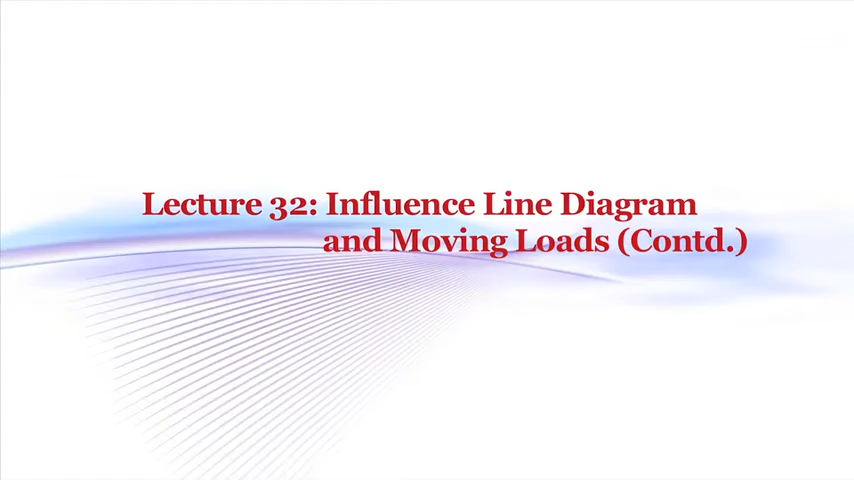 Lecture 32: Influence Line Diagram
and Moving Loads (Contd.)